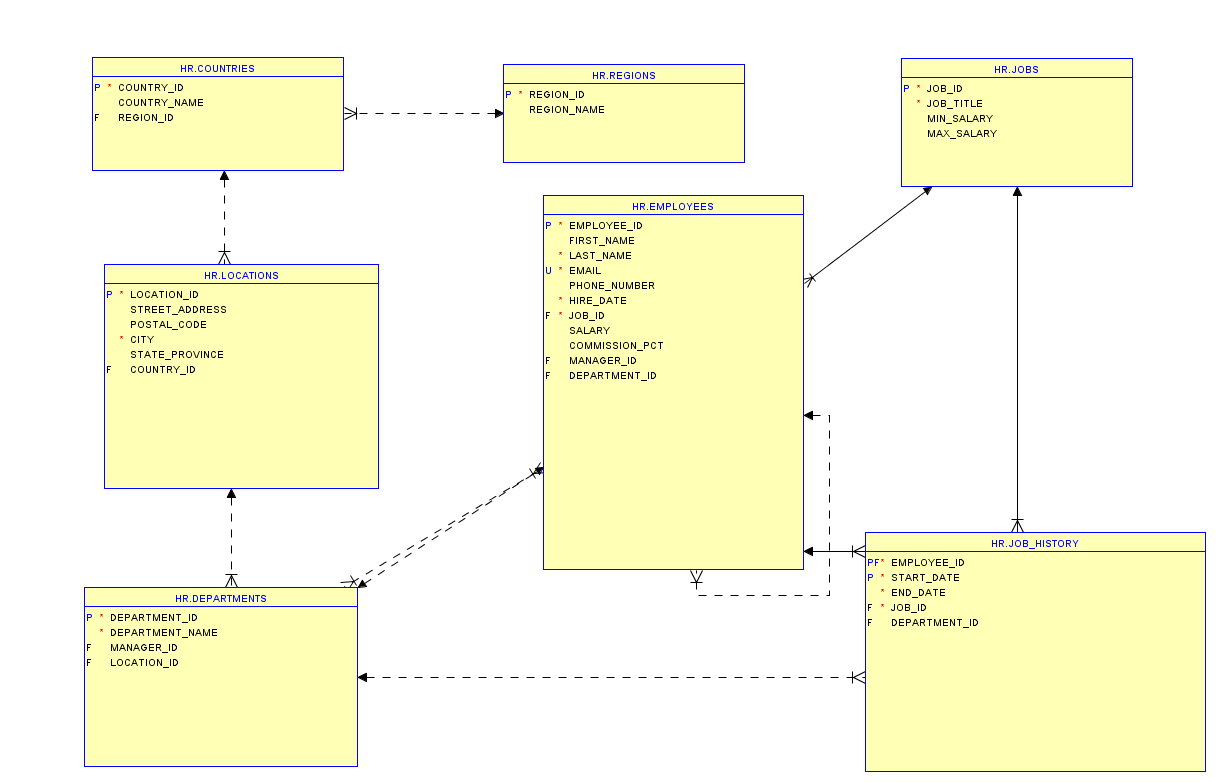 HR.COUNTRIES
P * COUNTRY_ID
COUNTRY_NAME
F REGION_ID
HR.REGIONS
P * REGION_ID
REGION_NAME
HR.JOBS
P * JOB_ID
* JOB_TITLE
MIN_SALARY
MAX_SALARY
HR.EMPLOYEES
P * EMPLOYEE_ID
FIRST_NAME
* LAST_NAME
U * EMAIL
PHONE_NUMBER
* HIRE_DATE
F * JOB_ID
SALARY
COMMISSION_PCT
F MANAGER_ID
F DEPARTMENT_ID
HR.LOCATIONS
P * LOCATION_ID
STREET_ADDRESS
POSTAL_CODE
* CITY
STATE_PROVINCE
F COUNTRY_ID
HR.JOB_HISTORY
PF* EMPLOYEE_ID
P * START_DATE
* END_DATE
F * JOB_ID
F DEPARTMENT_ID
HR.DEPARTMENTS
P * DEPARTMENT_ID
* DEPARTMENT_NAME
F MANAGER_ID
F LOCATION_ID